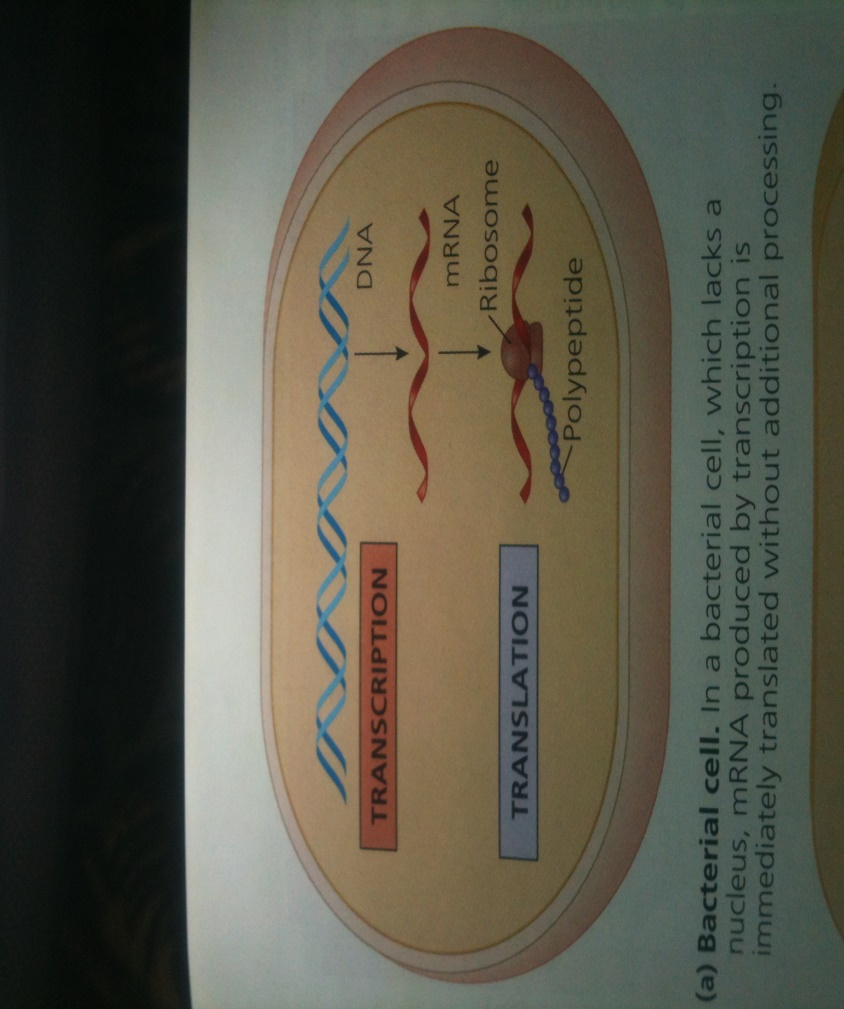 TRANSCRIPTION
DNA
mRNA
Ribosome
TRANSLATION
Polypeptide
(a) Bacterial cell. In a bacterial cell, which lacks a
nucleus, mRNA produced by transcription is
immediately translated without additional processing.